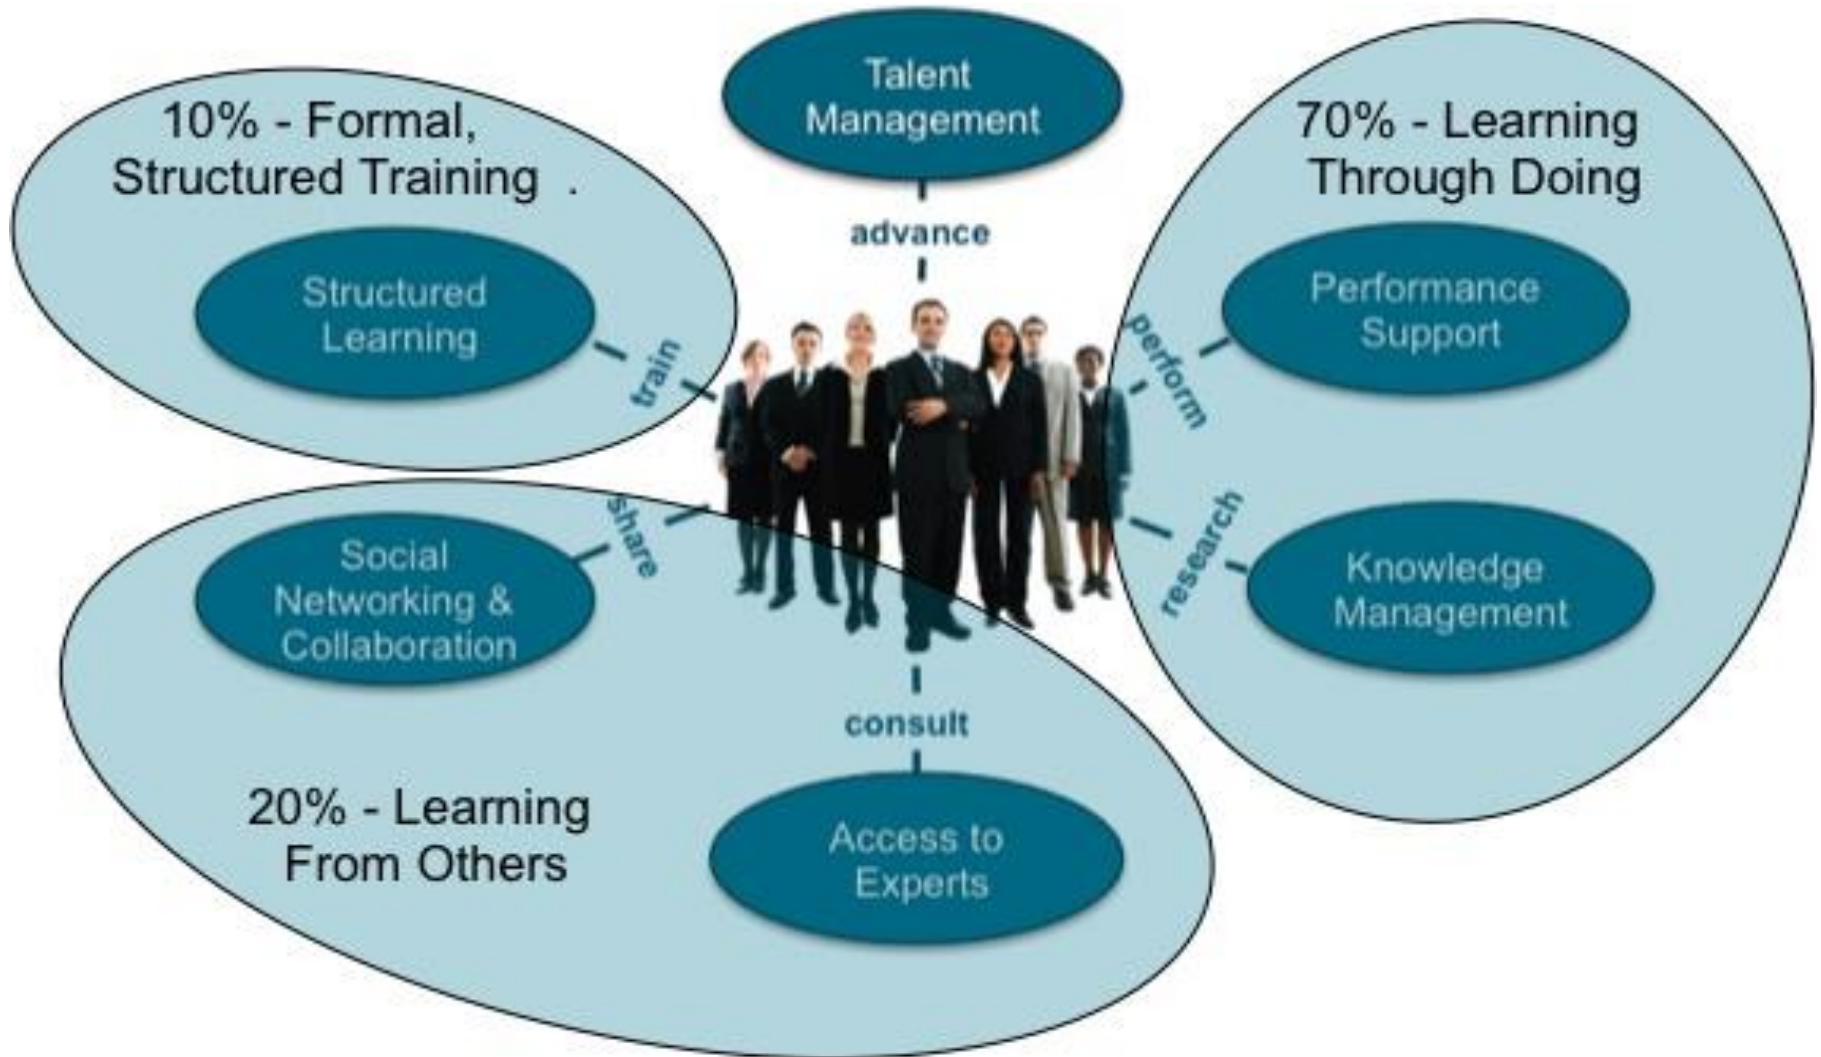 10% - Formal,
Structured Training .
Structured
Learning
train
Talent
Management
advance
70% - Learning
Through Doing
Performance
Support
perform
research
Knowledge
Management
share
Social
Networking &
Collaboration
20% - Learning
From Others
consult
Access to
Experts